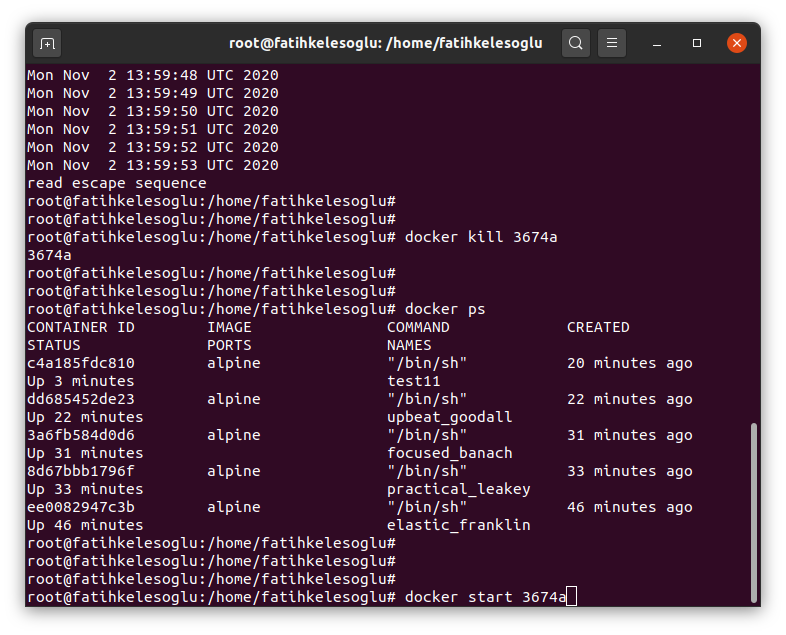 root@fatihkelesoglu: /home/fatihkelesoglu
Mon Nov  2 13:59:48 UTC 2020
Mon Nov  2 13:59:49 UTC 2020
Mon Nov  2 13:59:50 UTC 2020
Mon Nov  2 13:59:51 UTC 2020
Mon Nov  2 13:59:52 UTC 2020
Mon Nov  2 13:59:53 UTC 2020
read escape sequence
root@fatihkelesoglu:/home/fatihkelesoglu#
root@fatihkelesoglu:/home/fatihkelesoglu#
root@fatihkelesoglu:/home/fatihkelesoglu# docker kill 3674a
3674a
root@fatihkelesoglu:/home/fatihkelesoglu#
root@fatihkelesoglu:/home/fatihkelesoglu#
root@fatihkelesoglu:/home/fatihkelesoglu# docker ps
CONTAINER ID        IMAGE               COMMAND             CREATED
STATUS              PORTS               NAMES
c4a185fdc810        alpine              "/bin/sh"           20 minutes ago
Up 3 minutes                            test11
dd685452de23        alpine              "/bin/sh"           22 minutes ago
Up 22 minutes                           upbeat_goodall
3a6fb584d0d6        alpine              "/bin/sh"           31 minutes ago
Up 31 minutes                           focused_banach
8d67bbb1796f        alpine              "/bin/sh"           33 minutes ago
Up 33 minutes                           practical_leakey
ee0082947c3b        alpine              "/bin/sh"           46 minutes ago
Up 46 minutes                           elastic_franklin
root@fatihkelesoglu:/home/fatihkelesoglu#
root@fatihkelesoglu:/home/fatihkelesoglu#
root@fatihkelesoglu:/home/fatihkelesoglu#
root@fatihkelesoglu:/home/fatihkelesoglu# docker start 3674a